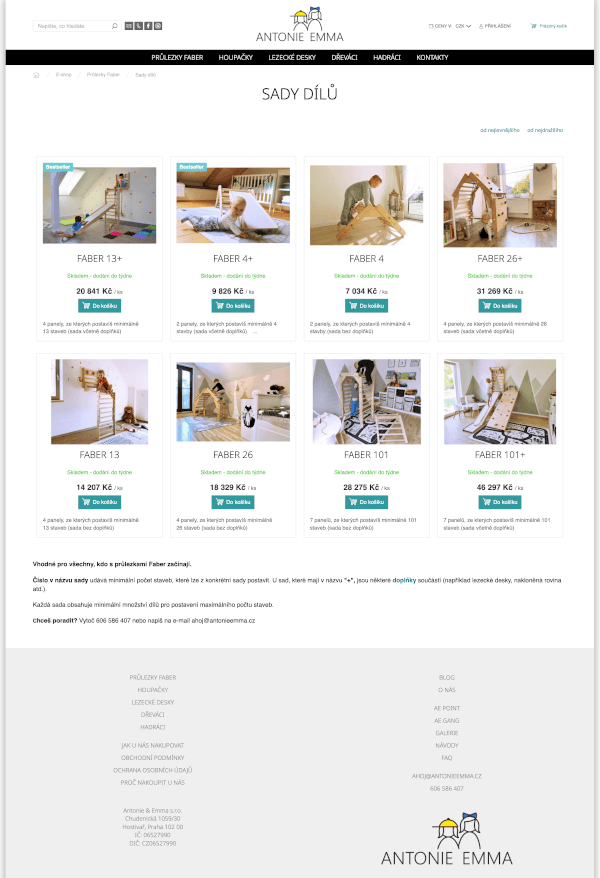 Napište, co hledáte
ANTONIE EMMA
CENY V: CZK
PŘIHLÁŠENÍ
Prázdný košík
PRŮLEZKY FABER HOUPAČKY LEZECKÉ DESKY DŘEVÁCI HADRÁCI KONTAKTY
E-shop / Průlezky Faber / Sady dílů
SADY DÍLŮ
od nejlevnějšího od nejdražšího
Bestseller
Bestseller
FABER 13+ FABER 4+ FABER 4 FABER 26+
Skladem - dodání do týdne Skladem - dodání do týdne Skladem - dodání do týdne Skladem - dodání do týdne
20 841 Kč / ks 9 826 Kč / ks 7 034 Kč / ks 31 269 Kč / ks
Do košíku Do košíku Do košíku Do košíku
4 panely, ze kterých postavíš minimálně 2 panely, ze kterých postavíš minimálně 4 2 panely, ze kterých postavíš minimálně 4 4 panely, ze kterých postavíš minimálně 26
13 staveb (sada včetně doplňků) stavby (sada včetně doplňků) ... stavby (sada bez doplňků) staveb (sada včetně doplňků)
FABER 13 FABER 26 FABER 101 FABER 101+
Skladem - dodání do týdne Skladem - dodání do týdne Skladem - dodání do týdne Skladem - dodání do týdne
14 207 Kč / ks 18 329 Kč / ks 28 275 Kč / ks 46 297 Kč / ks
Do košíku Do košíku Do košíku Do košíku
4 panely, ze kterých postavíš minimálně 4 panely, ze kterých postavíš minimálně 7 panelů, ze kterých postavíš minimálně 101 7 panelů, ze kterých postavíš minimálně 101
13 staveb (sada bez doplňků) 26 staveb (sada bez doplňků) staveb (sada bez doplňků) staveb (sada včetně doplňků)
Vhodné pro všechny, kdo s průlezkami Faber začínají.
Číslo v názvu sady udává minimální počet staveb, které lze z konkrétní sady postavit. U sad, které mají v názvu "+", jsou některé doplňky součástí (například lezecké desky, nakloněná rovina
atd.).
Každá sada obsahuje minimální množství dílů pro postavení maximálního počtu staveb.
Chceš poradit? Vytoč 606 586 407 nebo napiš na e-mail ahoj@antonieemma.cz
PRŮLEZKY FABER
HOUPAČKY
LEZECKÉ DESKY
DŘEVÁCI
HADRÁCI
JAK U NÁS NAKUPOVAT
OBCHODNÍ PODMÍNKY
OCHRANA OSOBNÍCH ÚDAJŮ
PROČ NAKOUPIT U NÁS
Antonie & Emma s.r.o.
Chudenická 1059/30
Hostivař, Praha 102 00
IČ: 06527990
DIČ: CZ06527990
BLOG
O NÁS
AE POINT
AE GANG
GALERIE
NÁVODY
FAQ
AHOJ@ANTONIEEMMA.CZ
606 586 407
ANTONIE EMMA